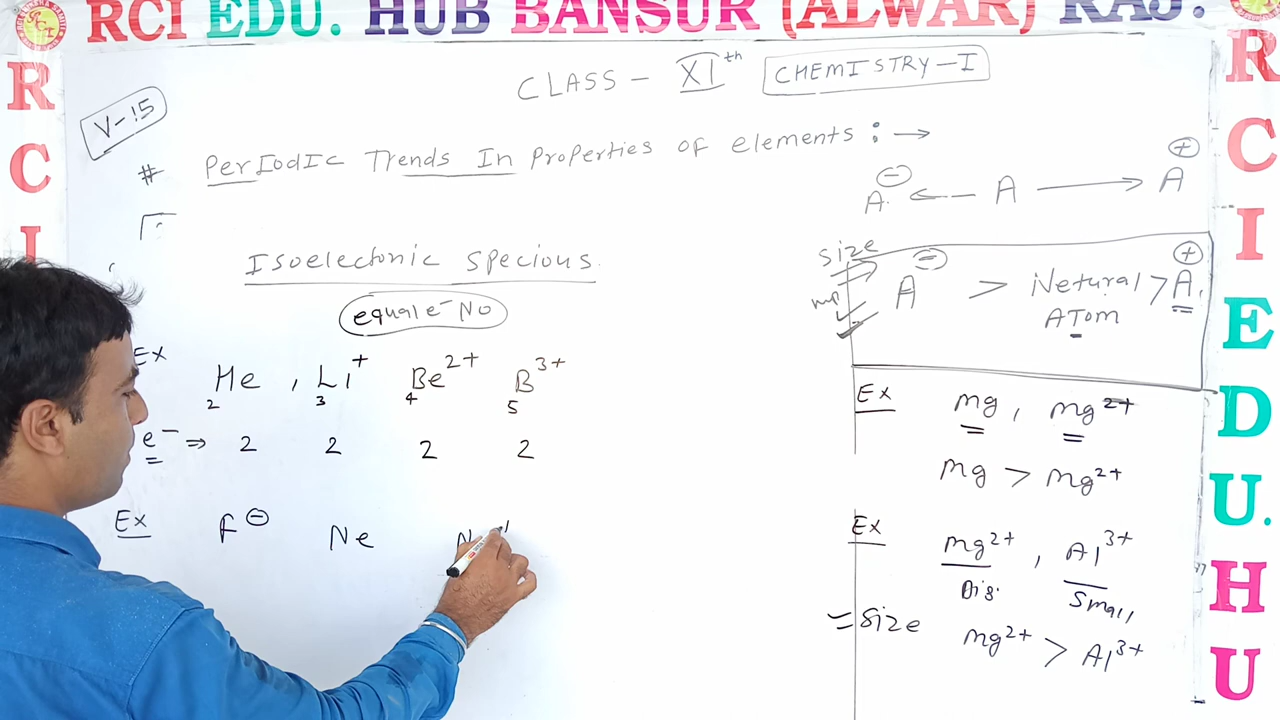 RCI EDU. HUB BANSUR (ALWAR) RAJ.
R
C
I
R
C
I
E
D
U.
H
U
CLASS - XIth CHEMISTRY-I
V-15
# PerIodIc Trends In Properties of elements : →
A⊖ ← A → A⊕
Isoelectonic Specious.
equal e⁻ No
size
A⊖ > Netural > A⊕
ATom
Ex
He , Li⁺ Be²⁺ B³⁺
2 3 4 5
e⁻ ⇒ 2 2 2 2
Ex F⊖ Ne
Ex mg, mg²⁺
mg > mg²⁺
Ex
mg²⁺ , Al³⁺
Small
= Size mg²⁺ > Al³⁺